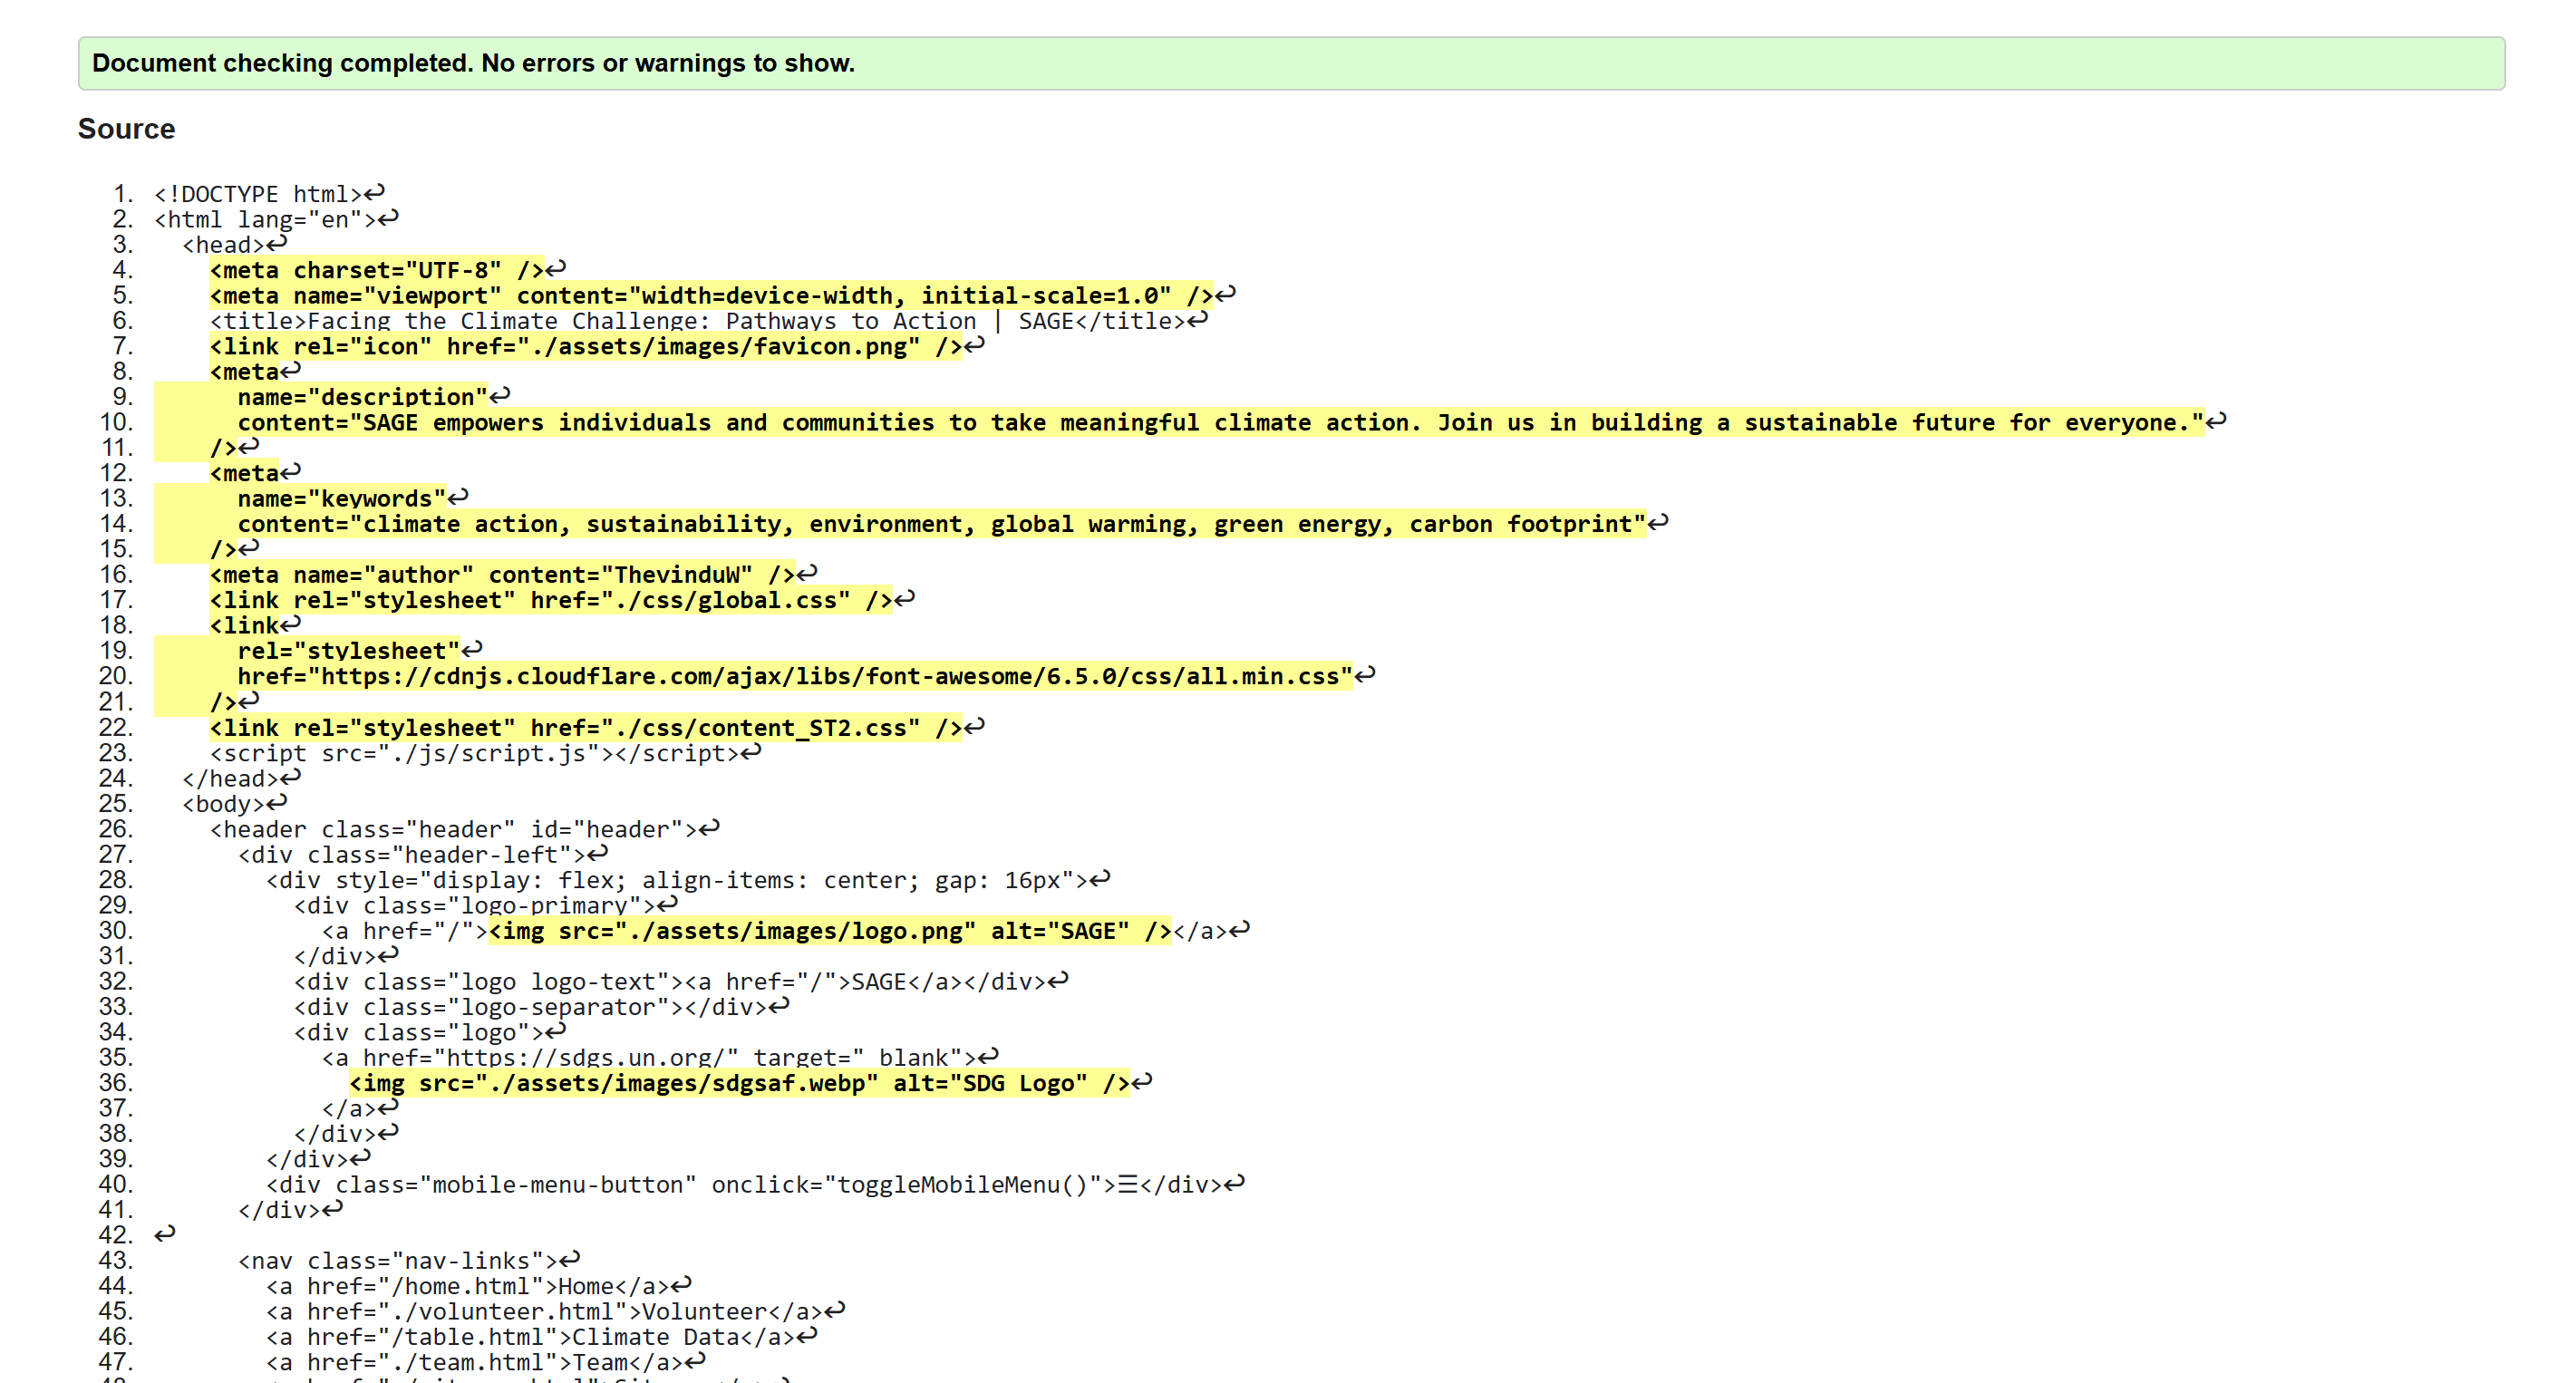 Document checking completed. No errors or warnings to show.
Source
1. <!DOCTYPE html>↩
2. <html lang="en">↩
3.   <head>↩
4.     <meta charset="UTF-8" />↩
5.     <meta name="viewport" content="width=device-width, initial-scale=1.0" />↩
6.     <title>Facing the Climate Challenge: Pathways to Action | SAGE</title>↩
7.     <link rel="icon" href="./assets/images/favicon.png" />↩
8.     <meta↩
9.       name="description"↩
10.       content="SAGE empowers individuals and communities to take meaningful climate action. Join us in building a sustainable future for everyone."↩
11.     />↩
12.     <meta↩
13.       name="keywords"↩
14.       content="climate action, sustainability, environment, global warming, green energy, carbon footprint"↩
15.     />↩
16.     <meta name="author" content="ThevinduW" />↩
17.     <link rel="stylesheet" href="./css/global.css" />↩
18.     <link↩
19.       rel="stylesheet"↩
20.       href="https://cdnjs.cloudflare.com/ajax/libs/font-awesome/6.5.0/css/all.min.css"↩
21.     />↩
22.     <link rel="stylesheet" href="./css/content_ST2.css" />↩
23.     <script src="./js/script.js"></script>↩
24.   </head>↩
25.   <body>↩
26.     <header class="header" id="header">↩
27.       <div class="header-left">↩
28.         <div style="display: flex; align-items: center; gap: 16px">↩
29.           <div class="logo-primary">↩
30.             <a href="/"><img src="./assets/images/logo.png" alt="SAGE" /></a>↩
31.           </div>↩
32.           <div class="logo logo-text"><a href="/">SAGE</a></div>↩
33.           <div class="logo-separator"></div>↩
34.           <div class="logo">↩
35.             <a href="https://sdgs.un.org/" target="_blank">↩
36.               <img src="./assets/images/sdgsaf.webp" alt="SDG Logo" />↩
37.             </a>↩
38.           </div>↩
39.         </div>↩
40.         <div class="mobile-menu-button" onclick="toggleMobileMenu()">☰</div>↩
41.       </div>↩
42. ↩
43.       <nav class="nav-links">↩
44.         <a href="/home.html">Home</a>↩
45.         <a href="./volunteer.html">Volunteer</a>↩
46.         <a href="/table.html">Climate Data</a>↩
47.         <a href="./team.html">Team</a>↩